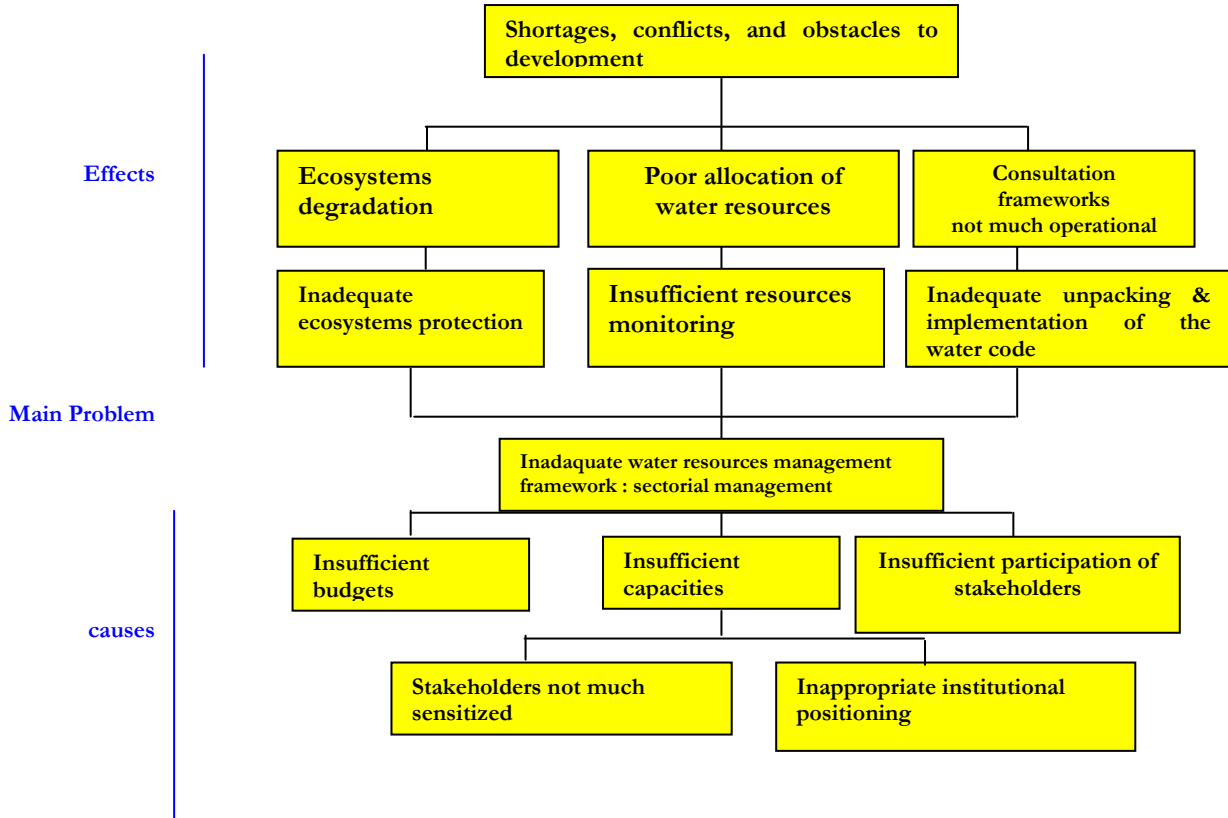 Shortages, conflicts, and obstacles to
development
Effects
Ecosystems
degradation
Poor allocation of
water resources
Consultation
frameworks
not much operational
Inadequate
ecosystems protection
Insufficient resources
monitoring
Inadequate unpacking &
implementation of the
water code
Main Problem
Inadaquate water resources management
framework : sectorial management
Insufficient
budgets
Insufficient
capacities
Insufficient participation of
stakeholders
causes
Stakeholders not much
sensitized
Inappropriate institutional
positioning